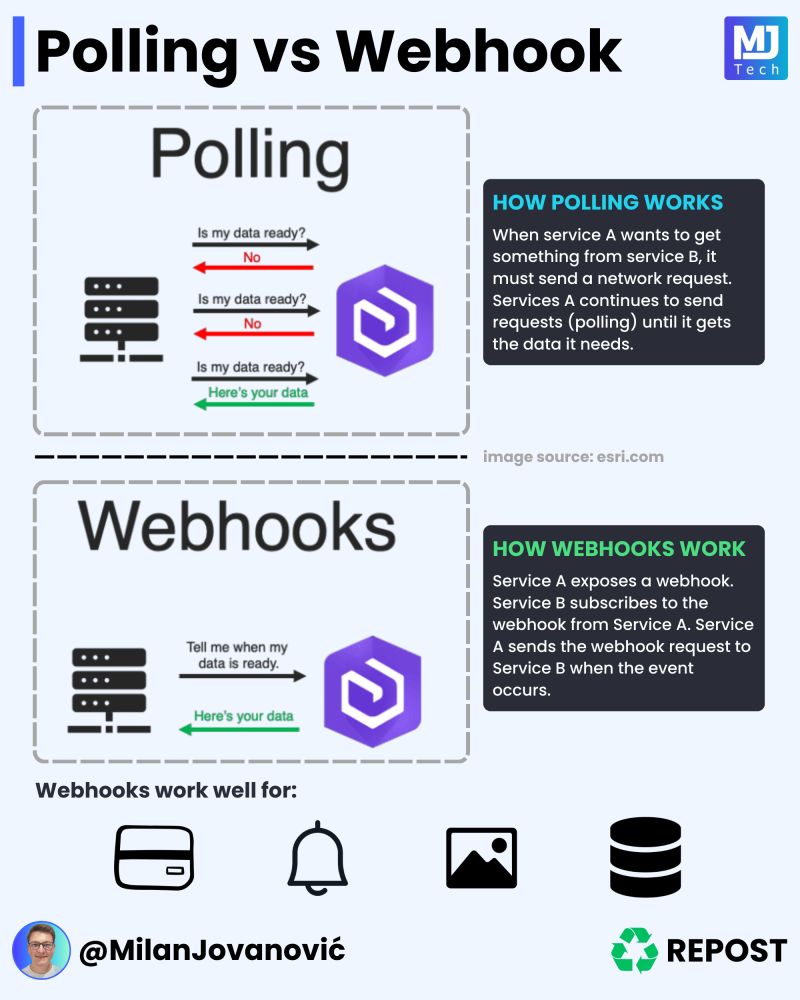 Polling vs Webhook
MJ
Tech
Polling
Is my data ready?
No
Is my data ready?
No
Is my data ready?
Here's your data
HOW POLLING WORKS
When service A wants to get
something from service B, it
must send a network request.
Services A continues to send
requests (polling) until it gets
the data it needs.
image source: esri.com
Webhooks
Tell me when my
data is ready.
Here's your data
HOW WEBHOOKS WORK
Service A exposes a webhook.
Service B subscribes to the
webhook from Service A. Service
A sends the webhook request to
Service B when the event
occurs.
Webhooks work well for:
@MilanJovanović
REPOST